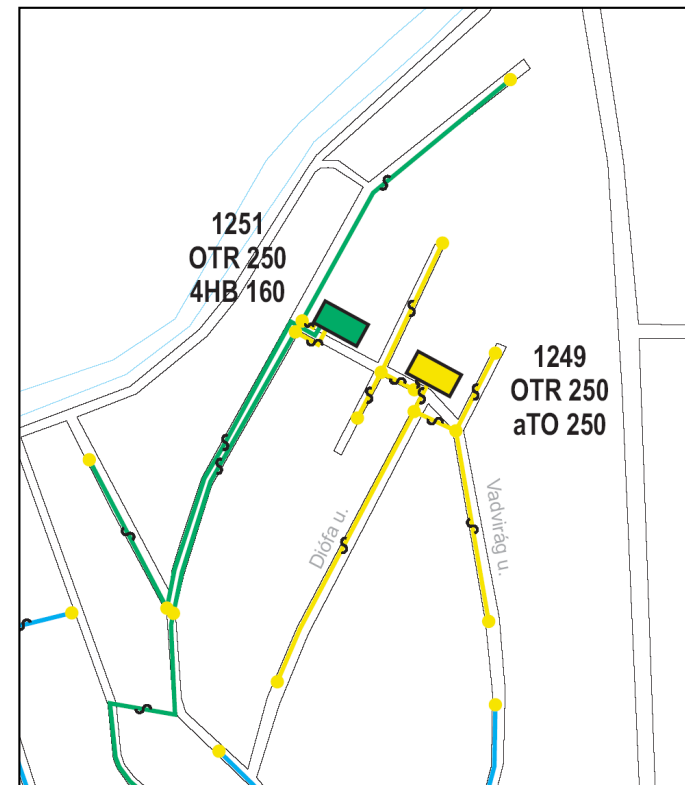 1251
OTR 250
4HB 160
1249
OTR 250
aTO 250
Diófa u.
Vadvirág u.